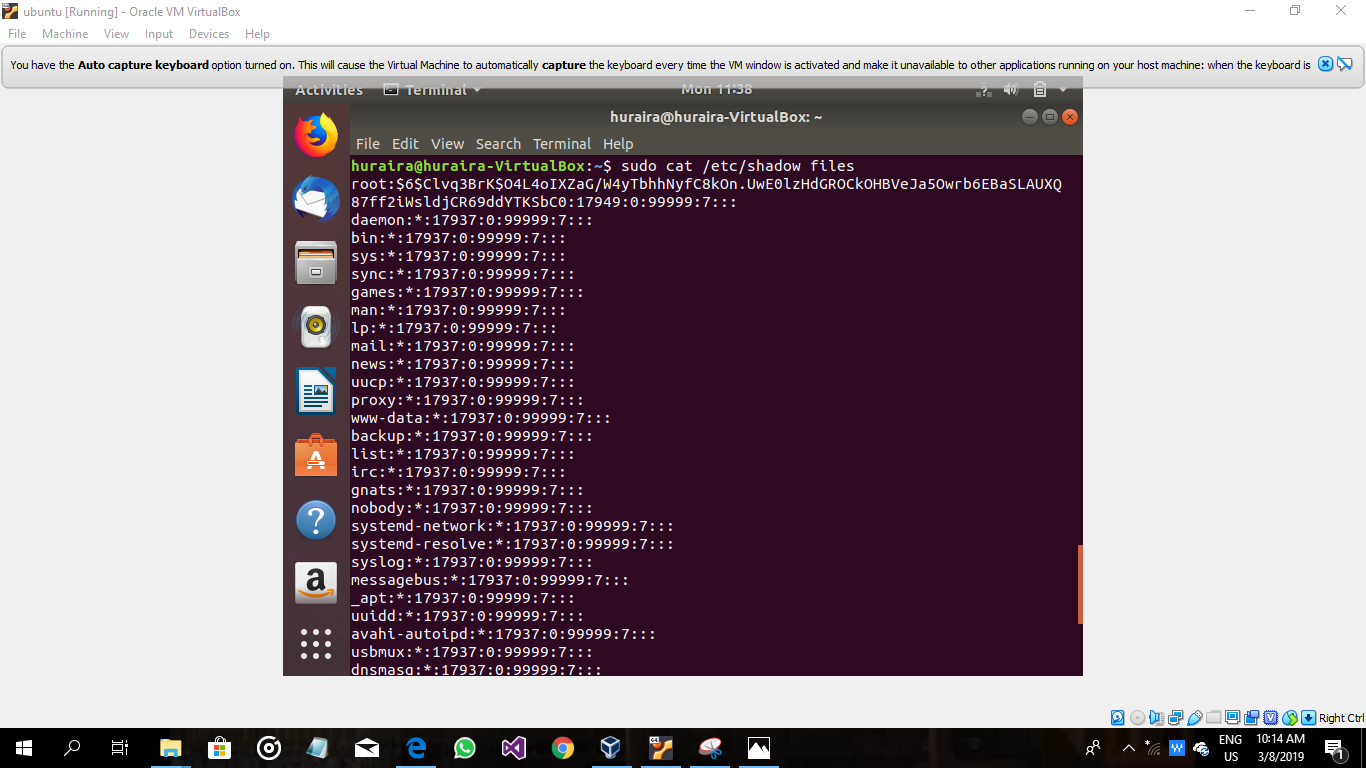 ubuntu [Running] - Oracle VM VirtualBox
File Machine View Input Devices Help
You have the Auto capture keyboard option turned on. This will cause the Virtual Machine to automatically capture the keyboard every time the VM window is activated and make it unavailable to other applications running on your host machine: when the keyboard is
Activities Terminal Mon 11:38
huraira@huraira-VirtualBox: ~
File Edit View Search Terminal Help
huraira@huraira-VirtualBox:~$ sudo cat /etc/shadow files
root:$6$Clvq3BrK$O4L4oIXZaG/W4yTbhhNyfC8kOn.UwE0lzHdGROCkOHBVeJa5Owrb6EBaSLAUXQ
87ff2iWsldjCR69ddYTKSbC0:17949:0:99999:7:::
daemon:*:17937:0:99999:7:::
bin:*:17937:0:99999:7:::
sys:*:17937:0:99999:7:::
sync:*:17937:0:99999:7:::
games:*:17937:0:99999:7:::
man:*:17937:0:99999:7:::
lp:*:17937:0:99999:7:::
mail:*:17937:0:99999:7:::
news:*:17937:0:99999:7:::
uucp:*:17937:0:99999:7:::
proxy:*:17937:0:99999:7:::
www-data:*:17937:0:99999:7:::
backup:*:17937:0:99999:7:::
list:*:17937:0:99999:7:::
irc:*:17937:0:99999:7:::
gnats:*:17937:0:99999:7:::
nobody:*:17937:0:99999:7:::
systemd-network:*:17937:0:99999:7:::
systemd-resolve:*:17937:0:99999:7:::
syslog:*:17937:0:99999:7:::
messagebus:*:17937:0:99999:7:::
_apt:*:17937:0:99999:7:::
uuidd:*:17937:0:99999:7:::
avahi-autoipd:*:17937:0:99999:7:::
usbmux:*:17937:0:99999:7:::
dnsmasq:*:17937:0:99999:7:::
Right Ctrl
ENG 10:14 AM
US 3/8/2019